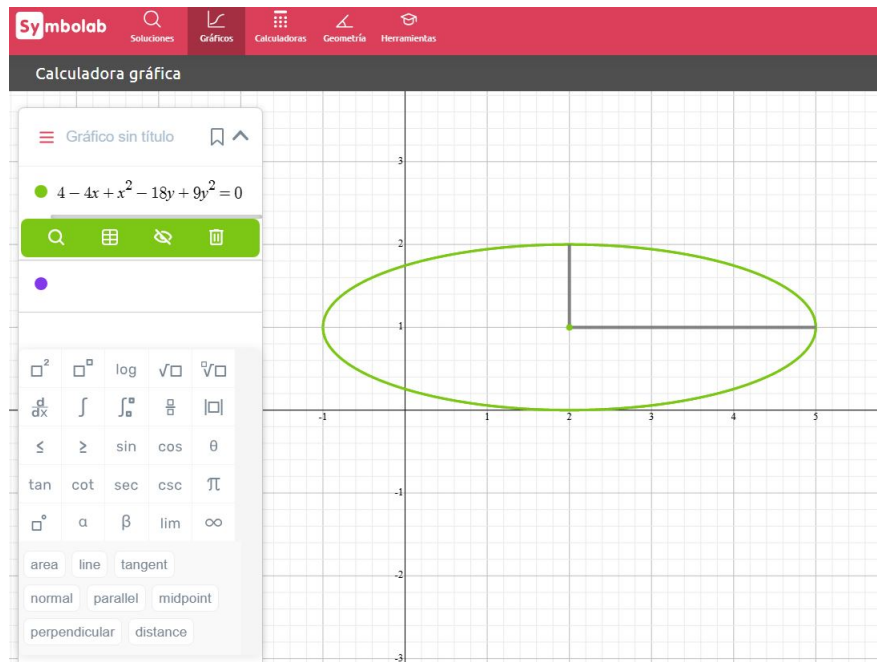 Symbolab
Soluciones
Gráficos
Calculadoras
Geometría
Herramientas
Calculadora gráfica
Gráfico sin título
4 − 4x + x² − 18y + 9y² = 0
□² □^□ log √□ ⁿ√□
d/dx ∫ ∫ □/□ |□|
≤ ≥ sin cos θ
tan cot sec csc π
□° α β lim ∞
area line tangent
normal parallel midpoint
perpendicular distance
3
2
1
-1 1 2 3 4 5
-1
-2
-3